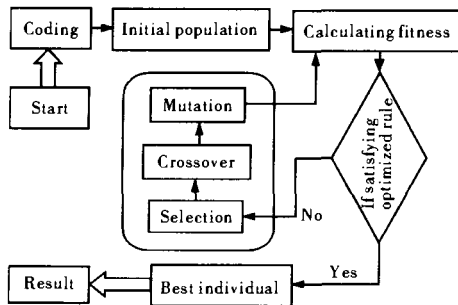 Coding
Initial population
Calculating fitness
Start
Mutation
Crossover
Selection
If satisfying
optimized rule
No
Yes
Result
Best individual